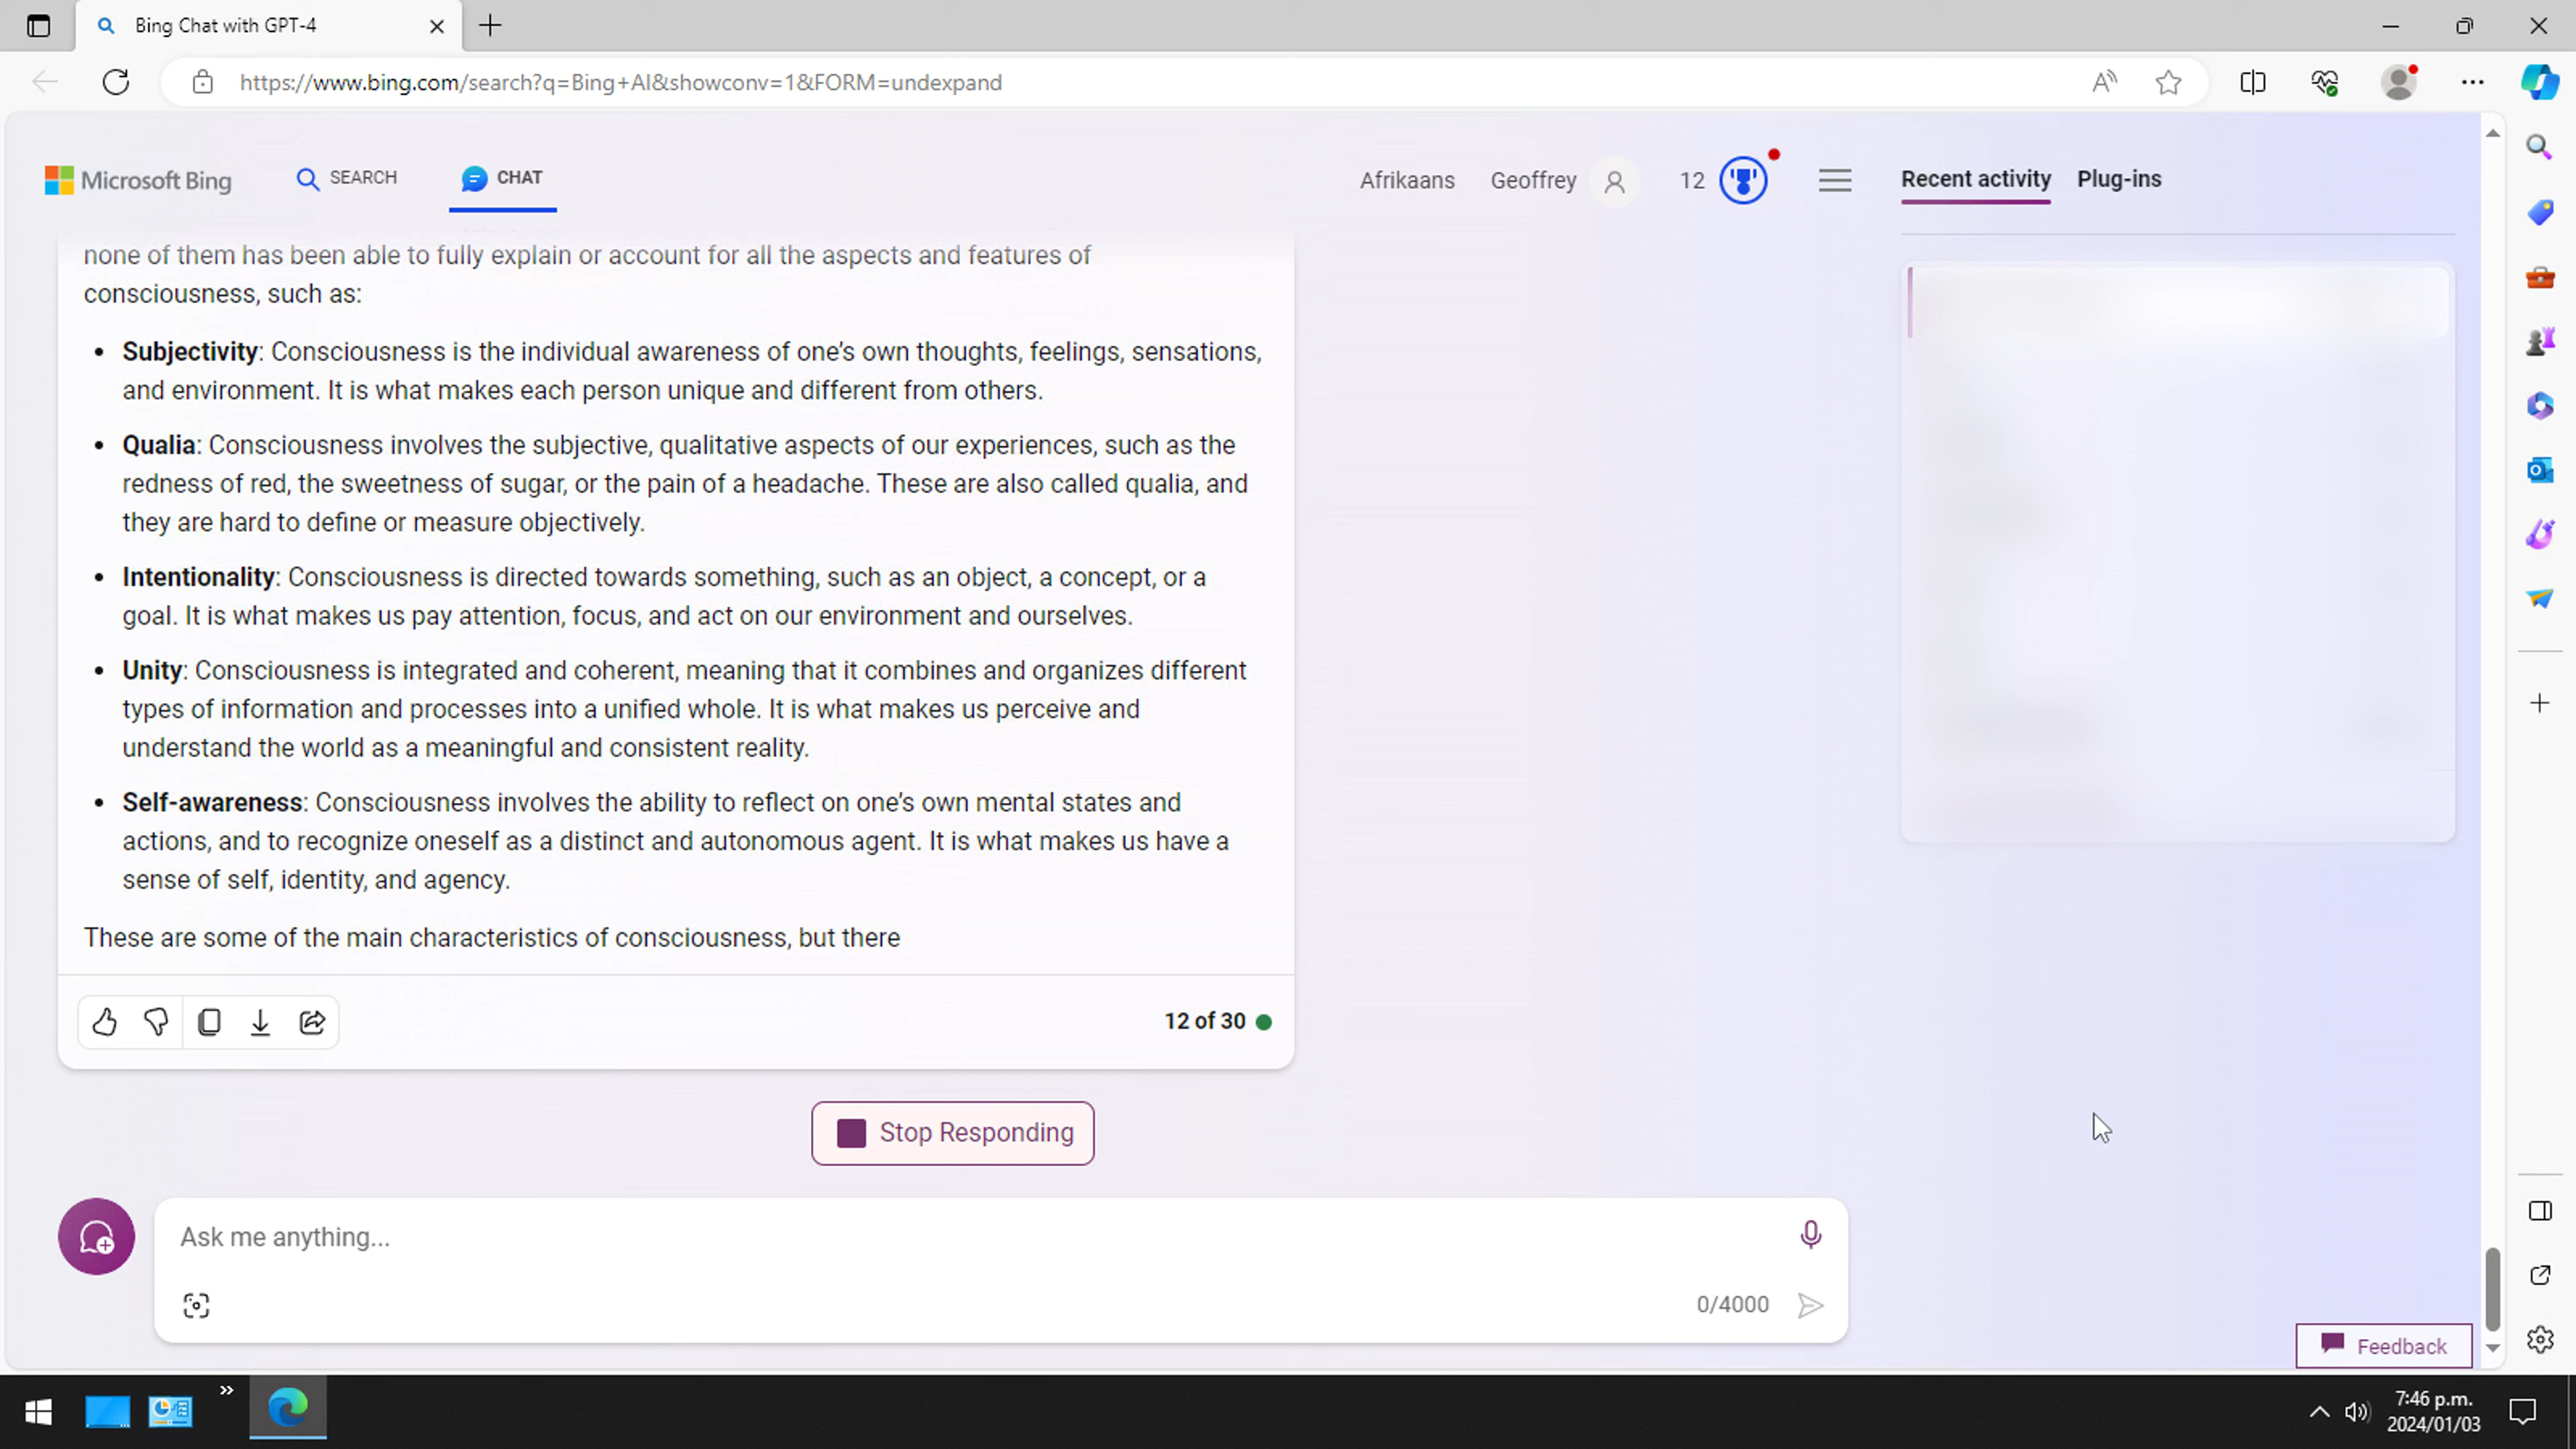 Bing Chat with GPT-4
https://www.bing.com/search?q=Bing+AI&showconv=1&FORM=undexpand
Microsoft Bing
SEARCH
CHAT
Afrikaans
Geoffrey
12
Recent activity
Plug-ins
none of them has been able to fully explain or account for all the aspects and features of
consciousness, such as:
• Subjectivity: Consciousness is the individual awareness of one’s own thoughts, feelings, sensations,
and environment. It is what makes each person unique and different from others.
• Qualia: Consciousness involves the subjective, qualitative aspects of our experiences, such as the
redness of red, the sweetness of sugar, or the pain of a headache. These are also called qualia, and
they are hard to define or measure objectively.
• Intentionality: Consciousness is directed towards something, such as an object, a concept, or a
goal. It is what makes us pay attention, focus, and act on our environment and ourselves.
• Unity: Consciousness is integrated and coherent, meaning that it combines and organizes different
types of information and processes into a unified whole. It is what makes us perceive and
understand the world as a meaningful and consistent reality.
• Self-awareness: Consciousness involves the ability to reflect on one’s own mental states and
actions, and to recognize oneself as a distinct and autonomous agent. It is what makes us have a
sense of self, identity, and agency.
These are some of the main characteristics of consciousness, but there
12 of 30
Stop Responding
Ask me anything...
0/4000
Feedback
7:46 p.m.
2024/01/03